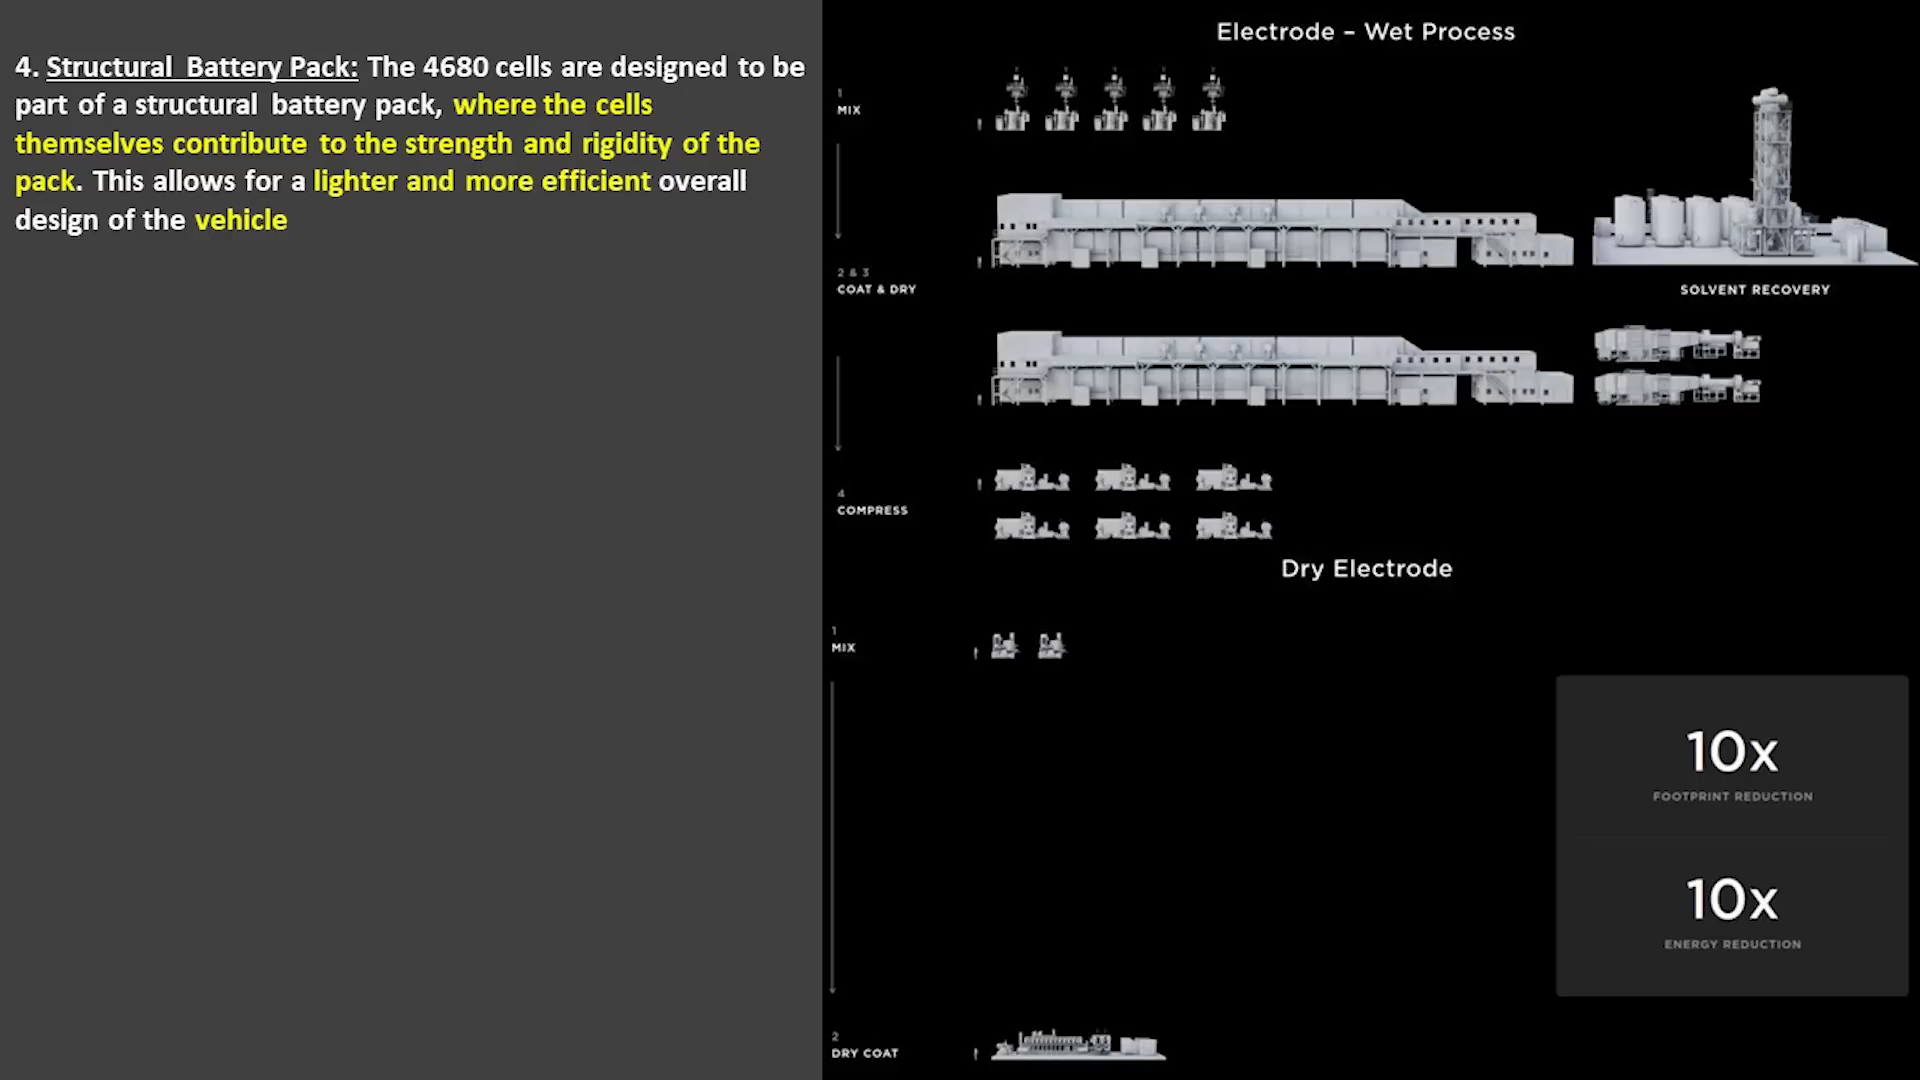 4. Structural Battery Pack: The 4680 cells are designed to be
part of a structural battery pack, where the cells
themselves contribute to the strength and rigidity of the
pack. This allows for a lighter and more efficient overall
design of the vehicle
Electrode – Wet Process
1
MIX
2 & 3
COAT & DRY
SOLVENT RECOVERY
4
COMPRESS
Dry Electrode
1
MIX
10x
FOOTPRINT REDUCTION
10x
ENERGY REDUCTION
2
DRY COAT